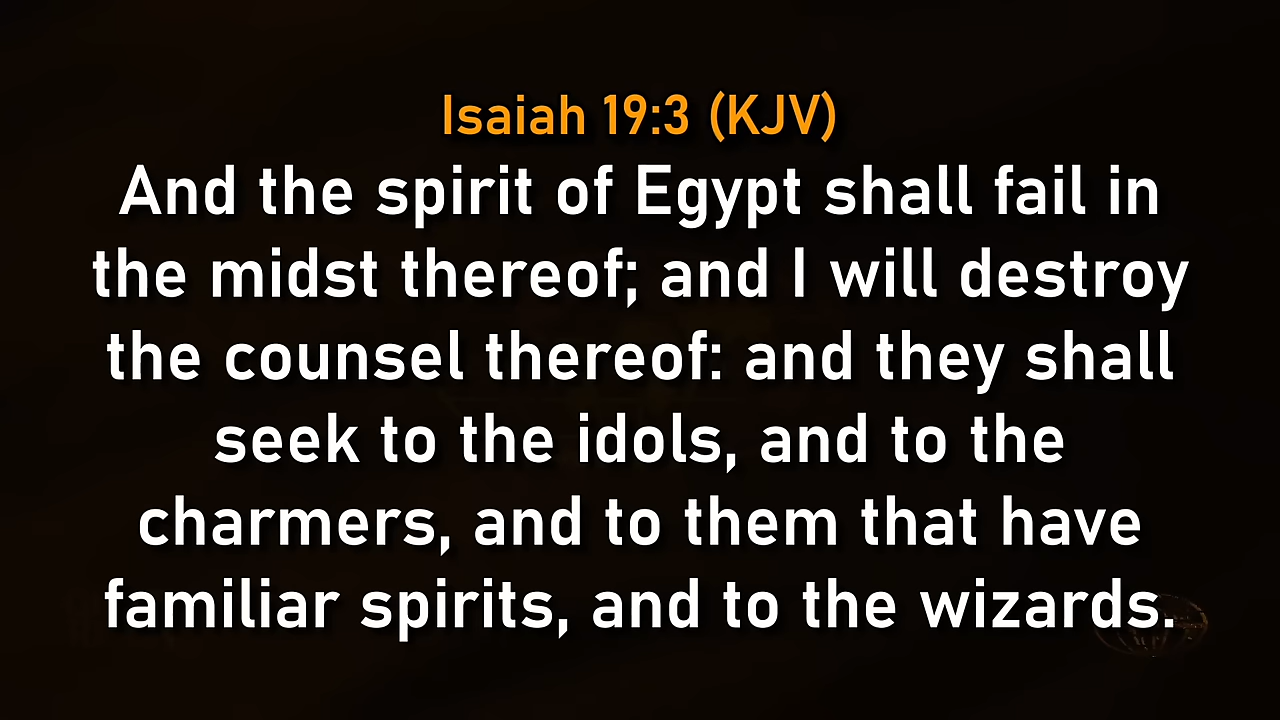 Isaiah 19:3 (KJV)
And the spirit of Egypt shall fail in
the midst thereof; and I will destroy
the counsel thereof: and they shall
seek to the idols, and to the
charmers, and to them that have
familiar spirits, and to the wizards.